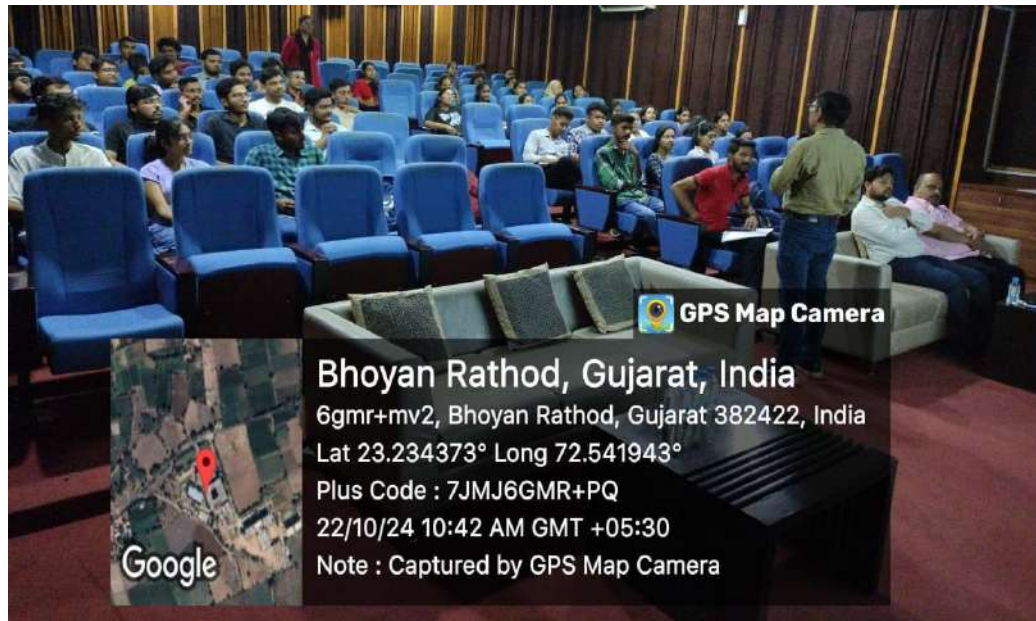 GPS Map Camera
Bhoyan Rathod, Gujarat, India
6gmr+mv2, Bhoyan Rathod, Gujarat 382422, India
Lat 23.234373° Long 72.541943°
Plus Code : 7JMJ6GMR+PQ
22/10/24 10:42 AM GMT +05:30
Note : Captured by GPS Map Camera
Google